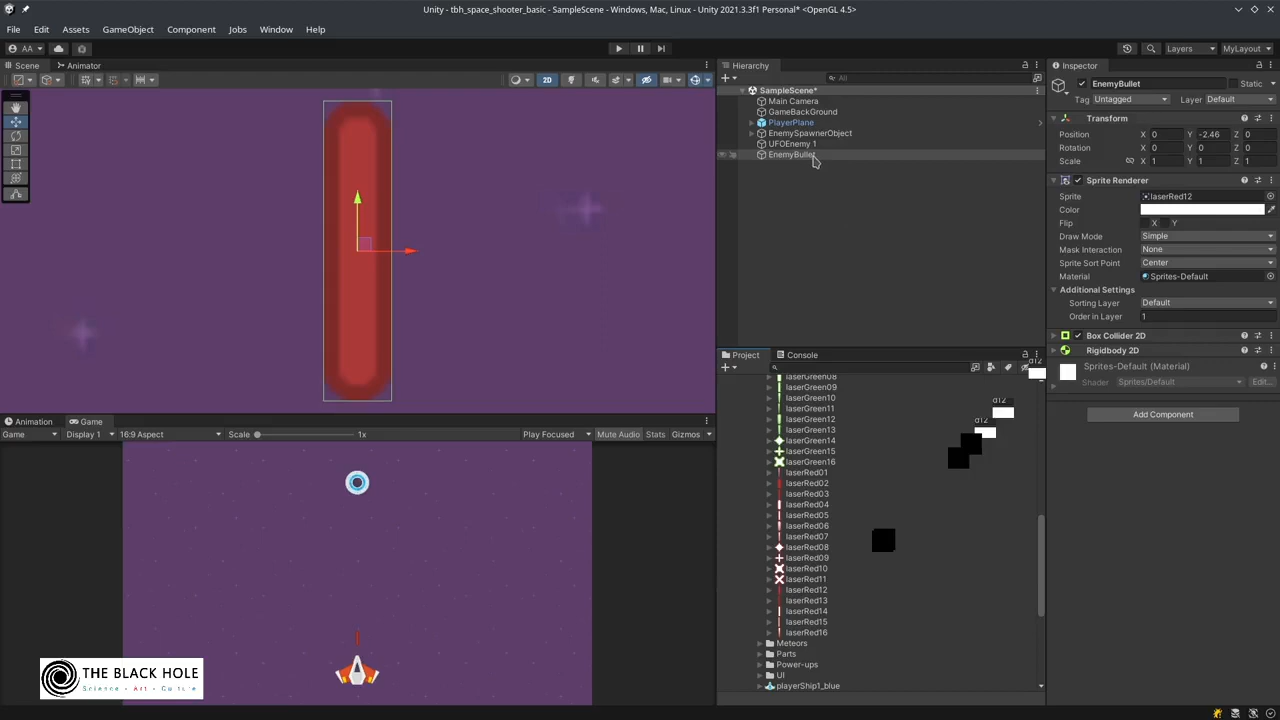 Unity - tbh_space_shooter_basic - SampleScene - Windows, Mac, Linux - Unity 2021.3.3f1 Personal* <OpenGL 4.5>
File Edit Assets GameObject Component Jobs Window Help
AA
Layers MyLayout
Scene Animator
2D
Hierarchy
All
SampleScene*
Main Camera
GameBackGround
PlayerPlane
EnemySpawnerObject
UFOEnemy 1
EnemyBullet
Inspector
EnemyBullet Static
Tag Untagged Layer Default
Transform
Position X 0 Y -2.46 Z 0
Rotation X 0 Y 0 Z 0
Scale X 1 Y 1 Z 1
Sprite Renderer
Sprite laserRed12
Color
Flip X Y
Draw Mode Simple
Mask Interaction None
Sprite Sort Point Center
Material Sprites-Default
Additional Settings
Sorting Layer Default
Order in Layer 1
Box Collider 2D
Rigidbody 2D
Sprites-Default (Material)
Shader Sprites/Default Edit...
Add Component
Project Console
laserGreen08
laserGreen09
laserGreen10
laserGreen11
laserGreen12
laserGreen13
laserGreen14
laserGreen15
laserGreen16
laserRed01
laserRed02
laserRed03
laserRed04
laserRed05
laserRed06
laserRed07
laserRed08
laserRed09
laserRed10
laserRed11
laserRed12
laserRed13
laserRed14
laserRed15
laserRed16
Meteors
Parts
Power-ups
UI
playerShip1_blue
Animation Game
Game Display 1 16:9 Aspect Scale 1x Play Focused Mute Audio Stats Gizmos
THE BLACK HOLE
Science • Art • Culture